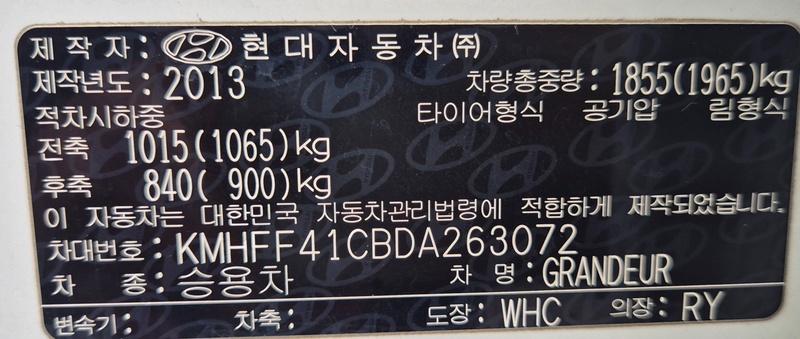 제작자: 현대자동차㈜
제작년도: 2013 차량총중량: 1855(1965)kg
적차시하중 타이어형식 공기압 림형식
전축 1015(1065)kg
후축 840( 900)kg
이 자동차는 대한민국 자동차관리법령에 적합하게 제작되었습니다.
차대번호: KMHFF41CBDA263072
차 종: 승용차 차 명: GRANDEUR
변속기: 차축: 도장: WHC 의장: RY